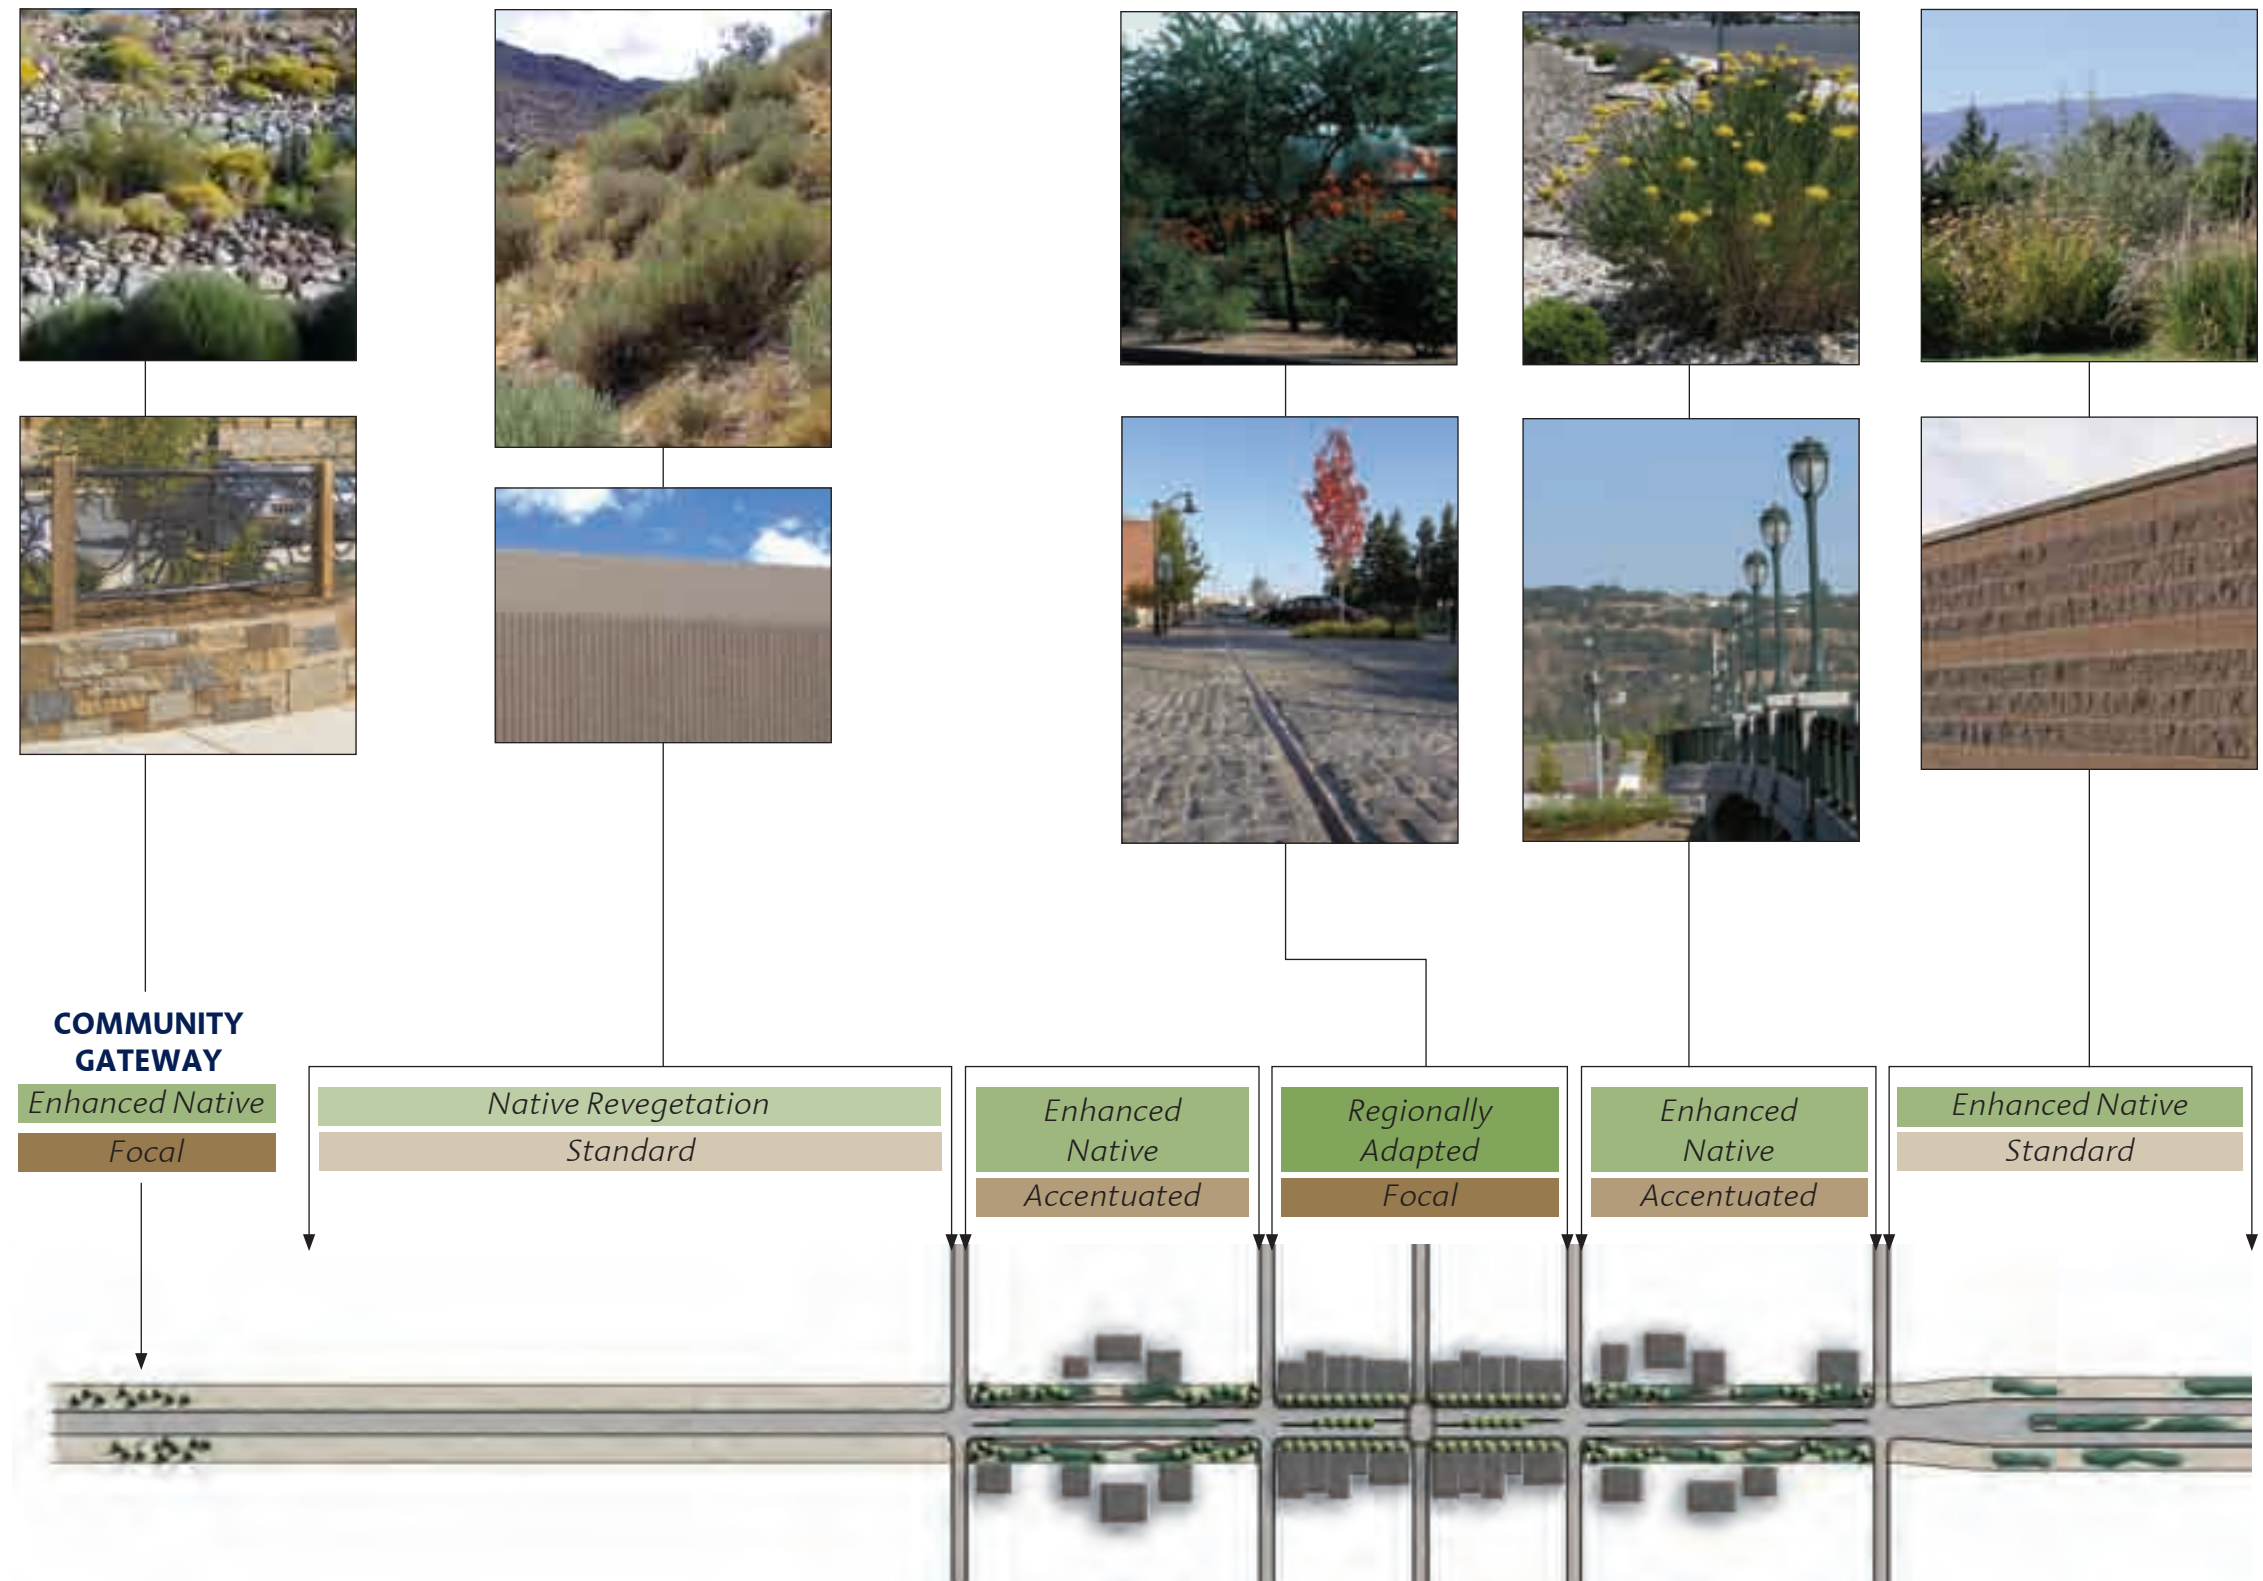 COMMUNITY
GATEWAY
Enhanced Native
Focal
Native Revegetation
Standard
Enhanced
Native
Accentuated
Regionally
Adapted
Focal
Enhanced
Native
Accentuated
Enhanced Native
Standard